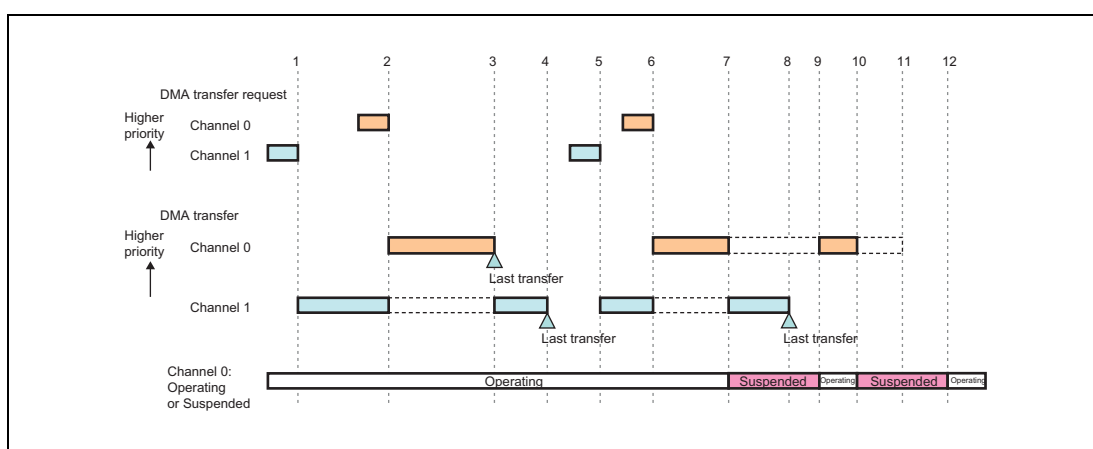 1 2 3 4 5 6 7 8 9 10 11 12
DMA transfer request
Higher
priority
Channel 0
Channel 1
DMA transfer
Higher
priority
Channel 0
Last transfer
Channel 1
Last transfer
Last transfer
Channel 0:
Operating
or Suspended
Operating
Suspended
Operating
Suspended
Operating